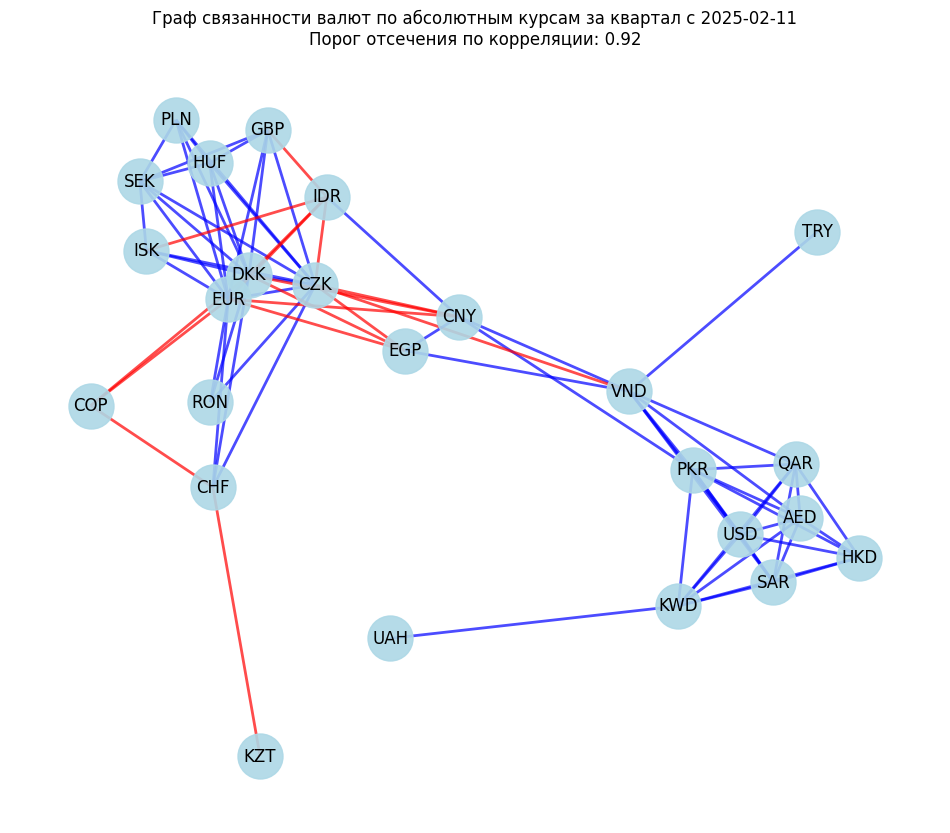 Граф связанности валют по абсолютным курсам за квартал с 2025-02-11
Порог отсечения по корреляции: 0.92
PLN
GBP
HUF
SEK
IDR
TRY
ISK
DKK
CZK
EUR
CNY
EGP
VND
COP
RON
QAR
PKR
CHF
AED
USD
HKD
SAR
KWD
UAH
KZT